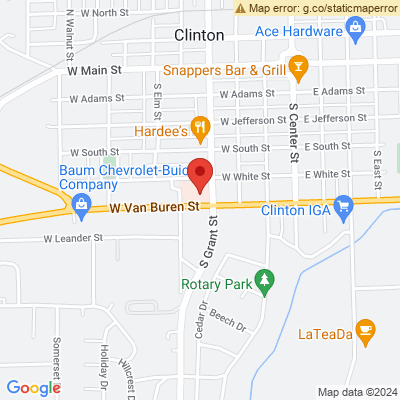 Map error: g.co/staticmaperror
N Walnut St
W North St
Clinton
Ace Hardware
W Main St
Snappers Bar & Grill
W Adams St
S Elm St
W Adams St
E Adams St
Hardee's
W Jefferson St
E Jefferson St
S Center St
W South St
W South St
E South St
S East St
Baum Chevrolet-Buic
Company
W White St
E White St
W Van Buren St
Clinton IGA
W Leander St
S Grant St
Rotary Park
Cedar Dr
Beech Dr
LaTeaDa
Somerset
Holiday Dr
Hillcrest D
Google
Map data ©2024